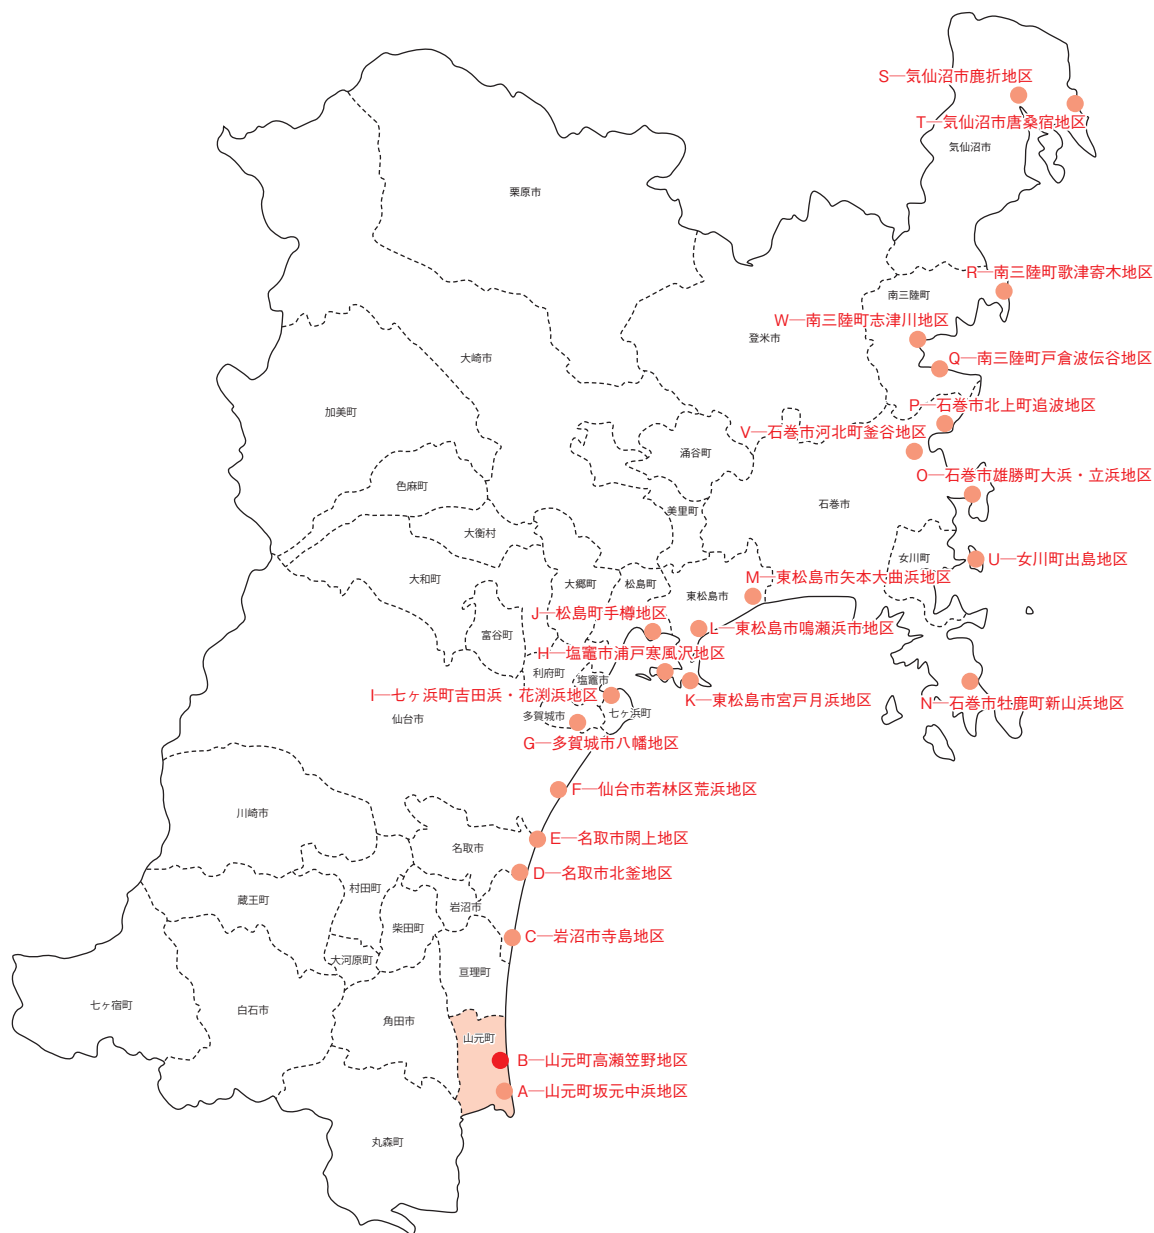 S―気仙沼市鹿折地区
T―気仙沼市唐桑宿地区
気仙沼市
栗原市
R―南三陸町歌津寄木地区
南三陸町
W―南三陸町志津川地区
登米市
大崎市
Q―南三陸町戸倉波伝谷地区
加美町
P―石巻市北上町追波地区
V―石巻市河北町釜谷地区
涌谷町
O―石巻市雄勝町大浜・立浜地区
色麻町
石巻市
美里町
大衡村
女川町
U―女川町出島地区
大和町
大郷町
松島町
M―東松島市矢本大曲浜地区
東松島市
J―松島町手樽地区
L―東松島市鳴瀬浜市地区
富谷町
H―塩竈市浦戸寒風沢地区
利府町
塩竈市
I―七ヶ浜町吉田浜・花渕浜地区
K―東松島市宮戸月浜地区
N―石巻市牡鹿町新山浜地区
仙台市
多賀城市
七ヶ浜町
G―多賀城市八幡地区
F―仙台市若林区荒浜地区
川崎市
E―名取市閖上地区
名取市
D―名取市北釜地区
村田町
蔵王町
岩沼市
柴田町
C―岩沼市寺島地区
大河原町
亘理町
七ヶ宿町
白石市
角田市
山元町
B―山元町高瀬笠野地区
A―山元町坂元中浜地区
丸森町